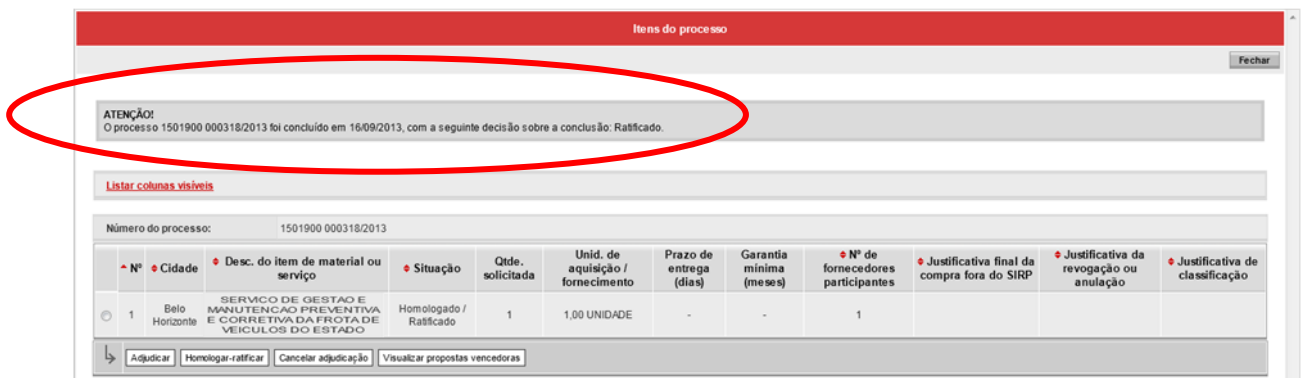 Itens do processo
Fechar
ATENÇÃO!
O processo 1501900 000318/2013 foi concluído em 16/09/2013, com a seguinte decisão sobre a conclusão: Ratificado.
Listar colunas visíveis
Número do processo: 1501900 000318/2013
Nº Cidade Desc. do item de material ou serviço Situação Qtde. solicitada Unid. de aquisição / fornecimento Prazo de entrega (dias) Garantia mínima (meses) Nº de fornecedores participantes Justificativa final da compra fora do SIRP Justificativa da revogação ou anulação Justificativa de classificação
1 Belo Horizonte SERVICO DE GESTAO E MANUTENCAO PREVENTIVA E CORRETIVA DA FROTA DE VEICULOS DO ESTADO Homologado / Ratificado 1 1,00 UNIDADE - - 1
Adjudicar Homologar-ratificar Cancelar adjudicação Visualizar propostas vencedoras